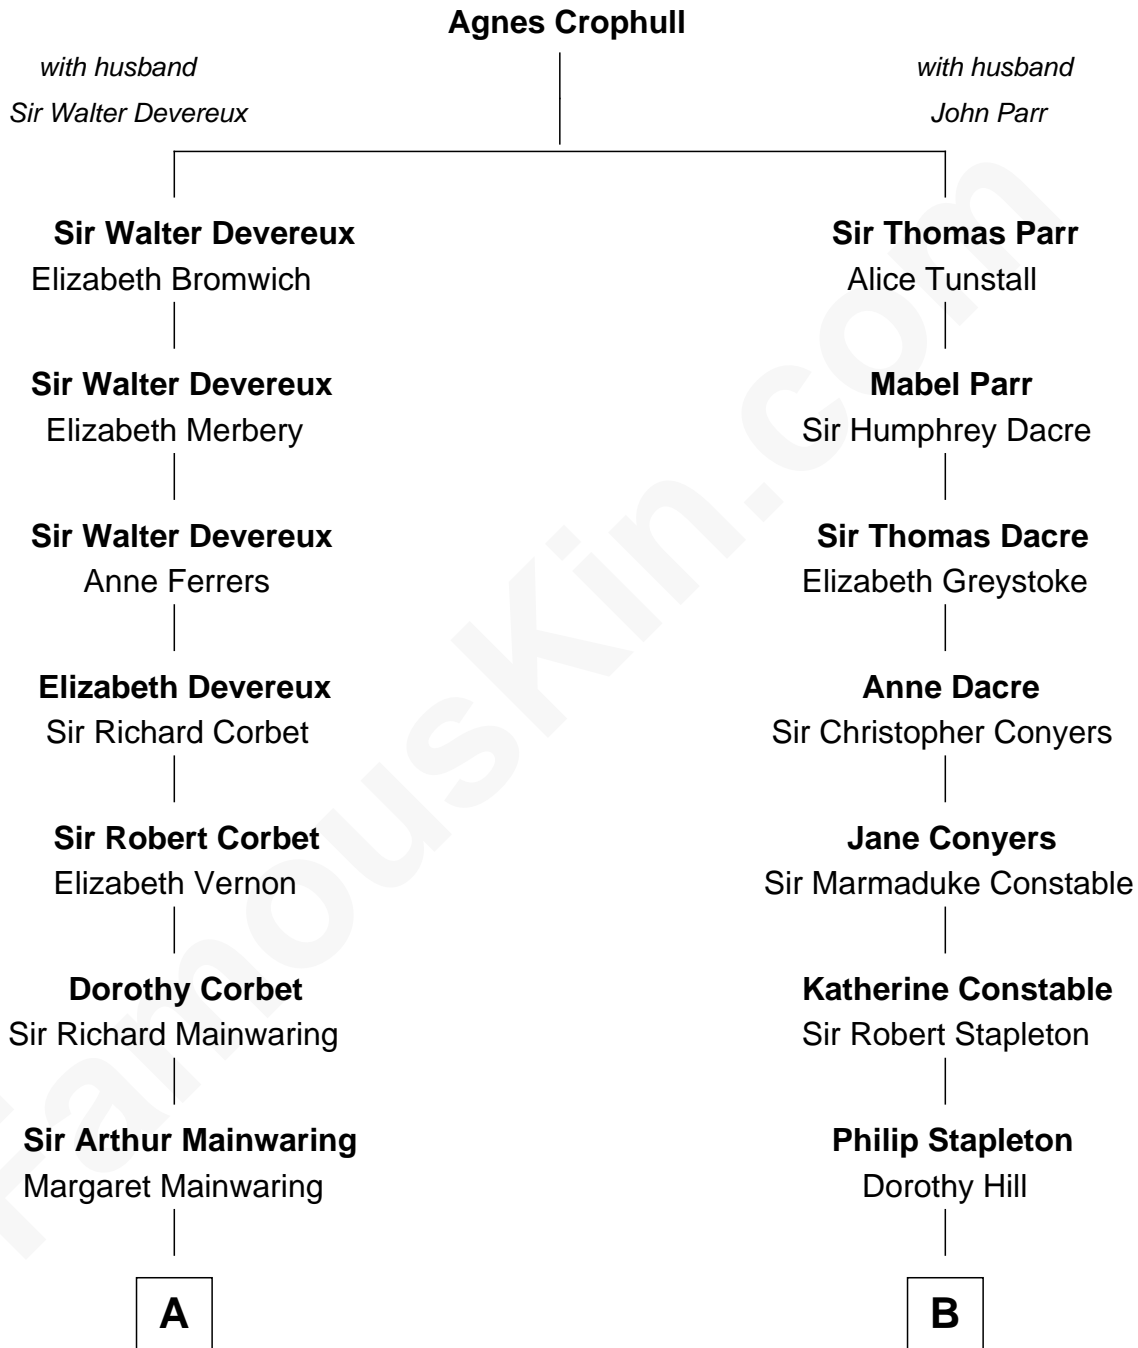 Agnes Crophull
with husband
Sir Walter Devereux
with husband
John Parr
Sir Walter Devereux
Elizabeth Bromwich
Sir Thomas Parr
Alice Tunstall
Sir Walter Devereux
Elizabeth Merbery
Mabel Parr
Sir Humphrey Dacre
Sir Walter Devereux
Anne Ferrers
Sir Thomas Dacre
Elizabeth Greystoke
Elizabeth Devereux
Sir Richard Corbet
Anne Dacre
Sir Christopher Conyers
Sir Robert Corbet
Elizabeth Vernon
Jane Conyers
Sir Marmaduke Constable
Dorothy Corbet
Sir Richard Mainwaring
Katherine Constable
Sir Robert Stapleton
Sir Arthur Mainwaring
Margaret Mainwaring
Philip Stapleton
Dorothy Hill
A
B
FamousKin.com